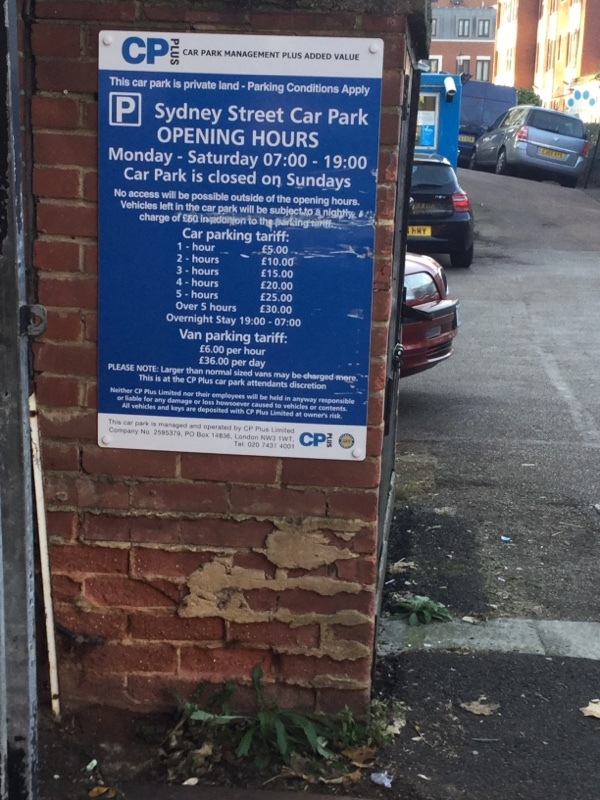 CP PLUS CAR PARK MANAGEMENT PLUS ADDED VALUE
This car park is private land - Parking Conditions Apply
P Sydney Street Car Park
OPENING HOURS
Monday - Saturday 07:00 - 19:00
Car Park is closed on Sundays
No access will be possible outside of the opening hours.
Vehicles left in the car park will be subject to a nightly
charge of £60 in addition to the parking tariff.
Car parking tariff:
1 - hour £5.00
2 - hours £10.00
3 - hours £15.00
4 - hours £20.00
5 - hours £25.00
Over 5 hours £30.00
Overnight Stay 19:00 - 07:00
Van parking tariff:
£6.00 per hour
£36.00 per day
PLEASE NOTE: Larger than normal sized vans may be charged more.
This is at the CP Plus car park attendants discretion
Neither CP Plus Limited nor their employees will be held in anyway responsible
or liable for any damage or loss howsoever caused to vehicles or contents.
All vehicles and keys are deposited with CP Plus Limited at owner's risk.
This car park is managed and operated by CP Plus Limited
Company No. 2595379, PO Box 14836, London NW3 1WT,
Tel: 020 7431 4001 CP PLUS